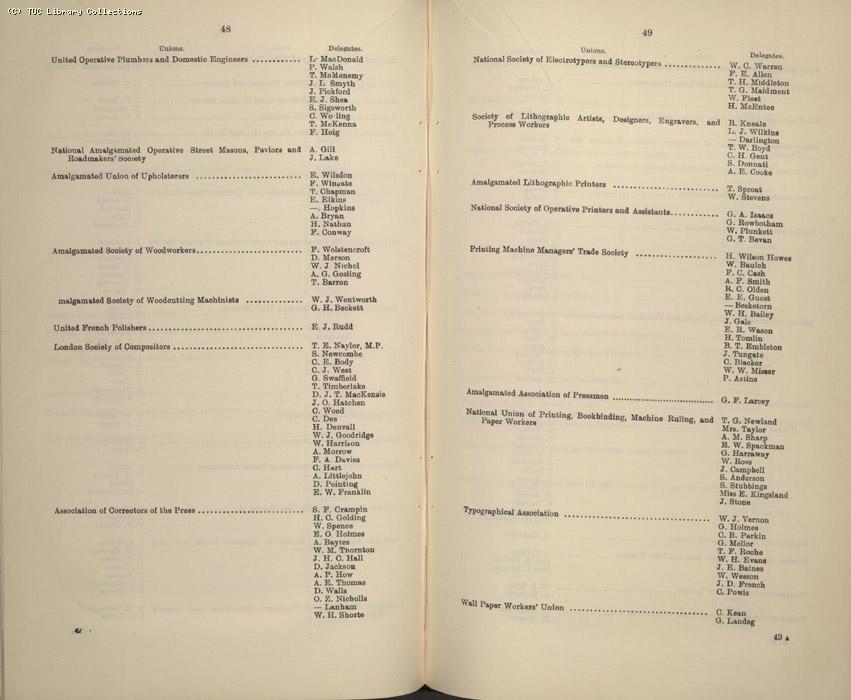 (C) TUC Library Collections
48
Unions. Delegates.
United Operative Plumbers and Domestic Engineers ............ L. MacDonald
P. Walsh
T. McMenemy
J. L. Smyth
J. Pickford
E. J. Shea
S. Sigsworth
C. Wo ling
T. McKenna
F. Hoig
National Amalgamated Operative Street Masons, Paviors and A. Gill
Roadmakers' Society J. Lake
Amalgamated Union of Upholsterers .................... E. Wilsdon
F. Wingate
T. Chapman
E. Elkins
—. Hopkins
A. Bryan
H. Nathan
F. Conway
Amalgamated Society of Woodworkers.................... F. Wolstencroft
D. Merson
W. J. Nichol
A. G. Gosling
T. Barron
malgamated Society of Woodcutting Machinists .............. W. J. Wentworth
G. H. Beckett
United French Polishers.............................. E. J. Rudd
London Society of Compositors ......................... T. E. Naylor, M.P.
S. Newcombe
C. E. Body
C. J. West
G. Swaffield
T. Timberlake
D. J. T. MacKenzie
J. O. Hatchen
C. Wood
C. Dee
H. Denvall
W. J. Goodridge
W. Harrison
A. Morrow
F. A. Davies
C. Hart
A. Littlejohn
D. Pointing
E. W. Franklin
Association of Correctors of the Press .................... S. F. Crampin
H. C. Golding
W. Spence
E. O. Holmes
A. Baytes
W. M. Thornton
J. H. C. Hall
D. Jackson
A. P. How
A. E. Thomas
D. Walls
O. Z. Nicholls
— Lanham
W. H. Shorte
49
Unions. Delegates.
National Society of Electrotypers and Stereotypers ............. W. C. Warren
F. E. Allen
T. H. Middleton
T. G. Maidment
W. Fleet
H. McEntee
Society of Lithographic Artists, Designers, Engravers, and R. Kneale
Process Workers L. J. Wilkins
— Darlington
T. W. Boyd
C. H. Gent
S. Donnati
A. E. Cooke
Amalgamated Lithographic Printers .................... T. Sproat
W. Stevens
National Society of Operative Printers and Assistants........... G. A. Isaacs
G. Rowbotham
W. Plunkett
G. T. Bevan
Printing Machine Managers' Trade Society ................ H. Wilson Howes
W. Baulch
F. C. Cash
A. F. Smith
R. C. Olden
E. E. Guest
— Besketorn
W. H. Bailey
J. Gale
E. R. Wason
H. Tomlin
B. T. Embleton
J. Tungate
C. Blacker
W. W. Misser
P. Astins
Amalgamated Association of Pressmen ........................ G. F. Larcey
National Union of Printing, Bookbinding, Machine Ruling, and T. G. Newland
Paper Workers Mrs. Taylor
A. M. Sharp
E. W. Spackman
G. Harraway
W. Ross
J. Campbell
S. Anderson
S. Stubbings
Miss E. Kingsland
J. Stone
Typographical Association ............................. W. J. Vernon
G. Holmes
C. B. Parkin
G. Mellor
T. F. Roche
W. H. Evans
J. E. Baines
W. Wesson
J. D. French
C. Powis
Wall Paper Workers' Union ............................ C. Kean
G. Landeg
49 A